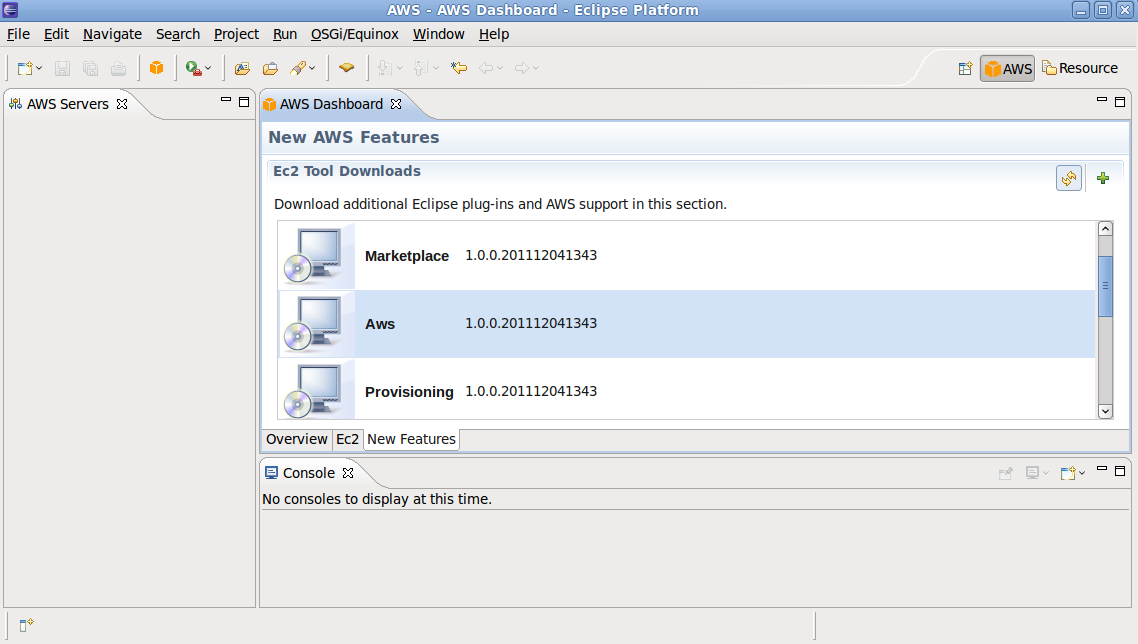 AWS - AWS Dashboard - Eclipse Platform
File Edit Navigate Search Project Run OSGi/Equinox Window Help
AWS Resource
AWS Servers
AWS Dashboard
New AWS Features
Ec2 Tool Downloads
Download additional Eclipse plug-ins and AWS support in this section.
Marketplace 1.0.0.201112041343
Aws 1.0.0.201112041343
Provisioning 1.0.0.201112041343
Overview Ec2 New Features
Console
No consoles to display at this time.